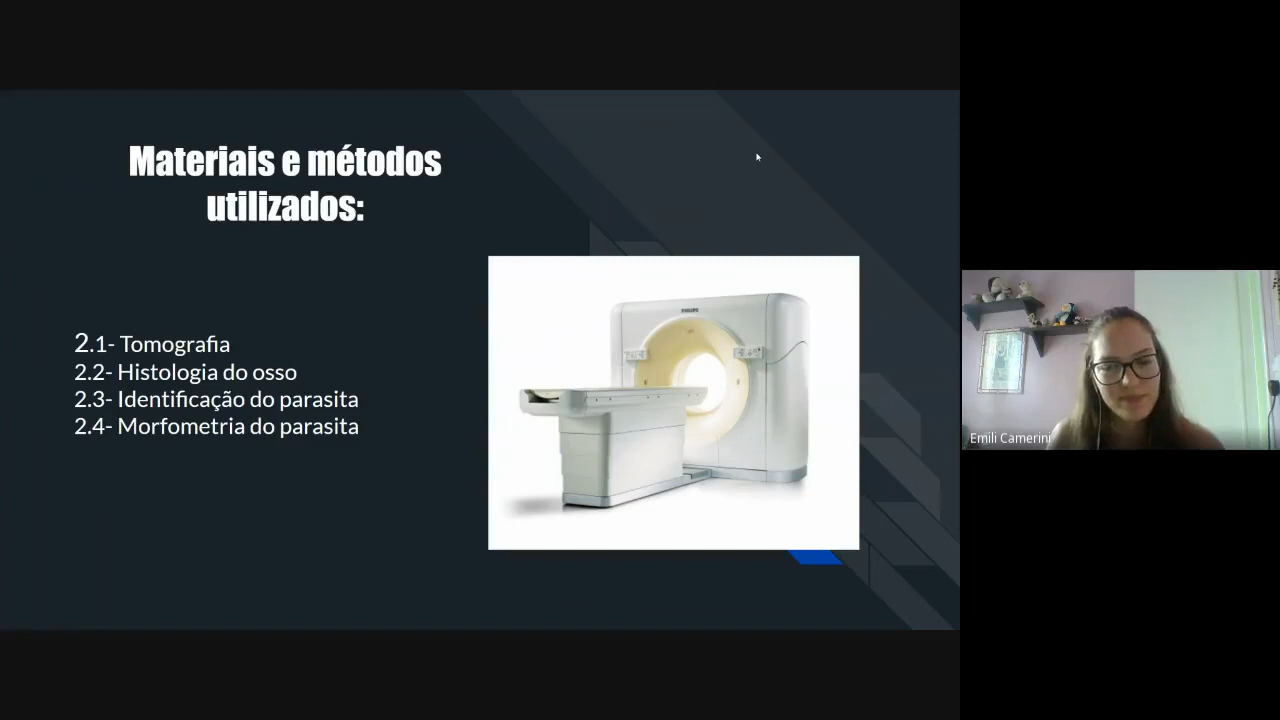 Materiais e métodos
utilizados:
2.1- Tomografia
2.2- Histologia do osso
2.3- Identificação do parasita
2.4- Morfometria do parasita
PHILIPS
Emili Camerini